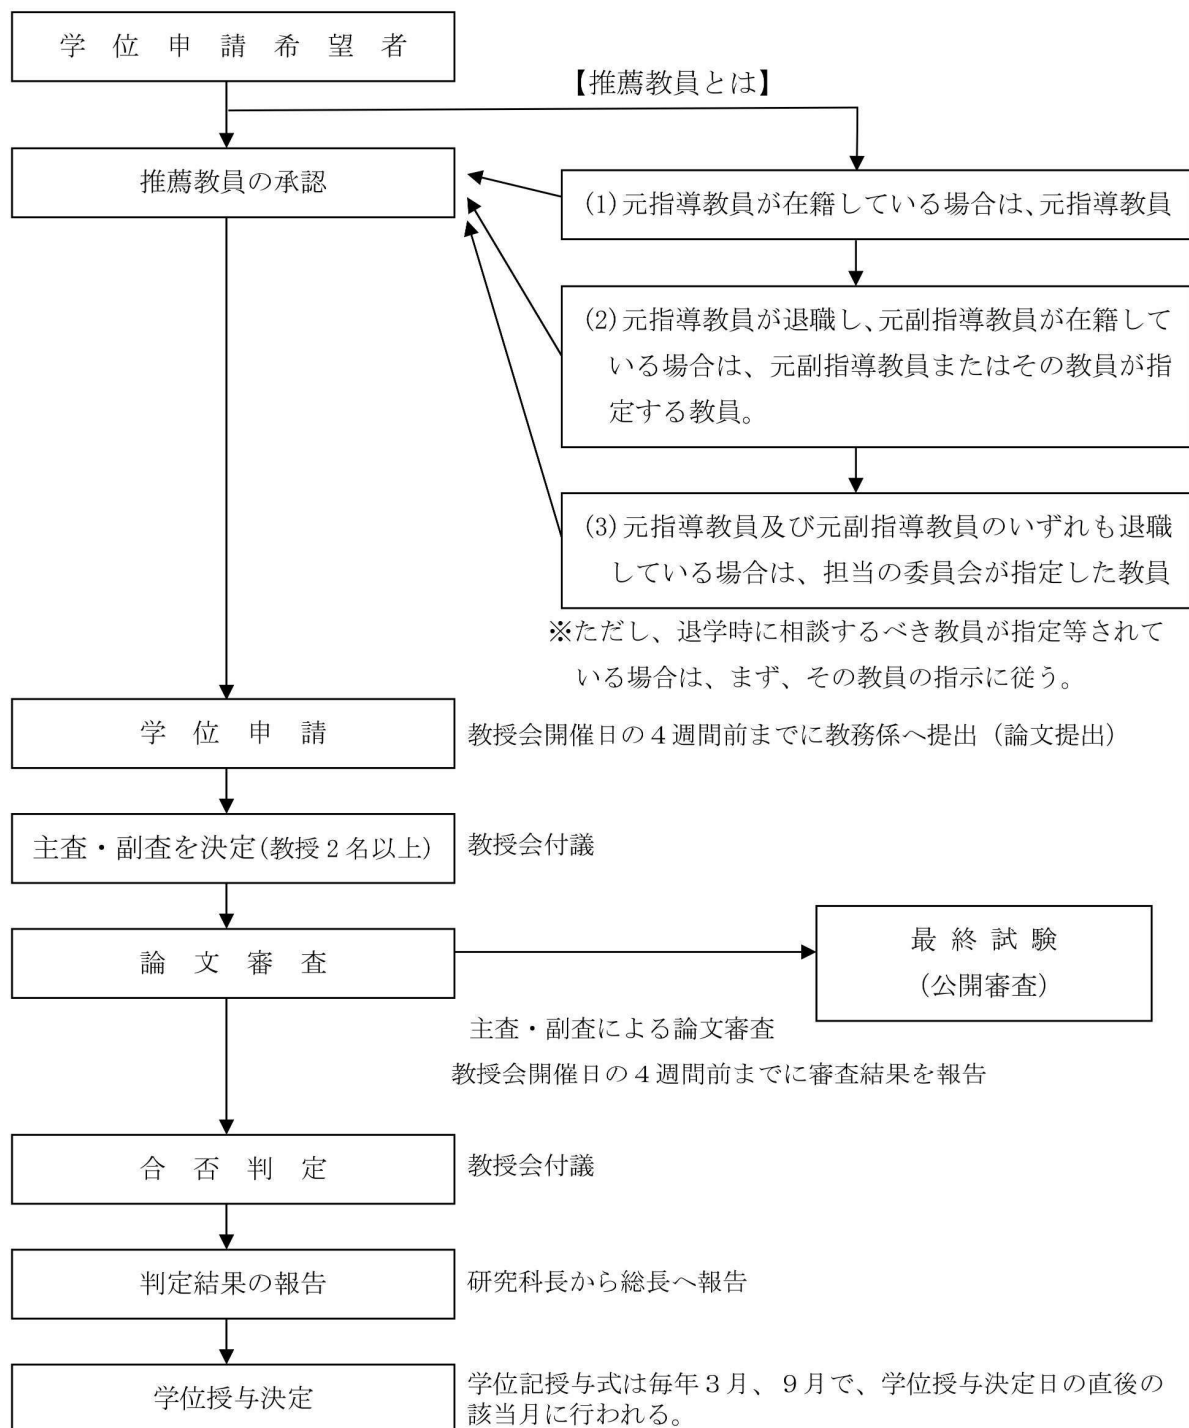 学位申請希望者
【推薦教員とは】
推薦教員の承認
(1)元指導教員が在籍している場合は、元指導教員
(2)元指導教員が退職し、元副指導教員が在籍して
いる場合は、元副指導教員またはその教員が指
定する教員。
(3)元指導教員及び元副指導教員のいずれも退職
している場合は、担当の委員会が指定した教員
※ただし、退学時に相談するべき教員が指定等されて
いる場合は、まず、その教員の指示に従う。
学位申請
教授会開催日の４週間前までに教務係へ提出（論文提出）
主査・副査を決定(教授２名以上)
教授会付議
論文審査
最終試験
（公開審査）
主査・副査による論文審査
教授会開催日の４週間前までに審査結果を報告
合否判定
教授会付議
判定結果の報告
研究科長から総長へ報告
学位授与決定
学位記授与式は毎年３月、９月で、学位授与決定日の直後の
該当月に行われる。